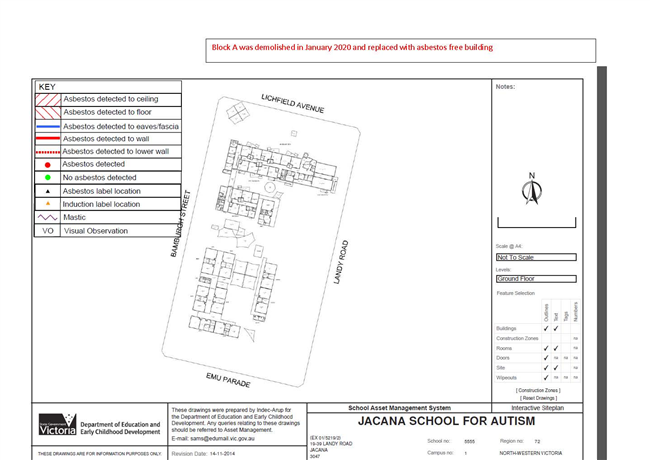 Block A was demolished in January 2020 and replaced with asbestos free building
KEY
Asbestos detected to ceiling
Asbestos detected to floor
Asbestos detected to eaves/fascia
Asbestos detected to wall
Asbestos detected to lower wall
Asbestos detected
No asbestos detected
Asbestos label location
Induction label location
Mastic
VO Visual Observation
LICHFIELD AVENUE
BAMBURGH STREET
LANDY ROAD
EMU PARADE
Notes:
N
Scale @ A4:
Not To Scale
Levels:
Ground Floor
Feature Selection
Outlines
Text
Tags
Numbers
Buildings
Construction Zones
Rooms
Doors
Site
Wipeouts
[ Construction Zones ]
[ Reset Drawings ]
Victoria
Department of Education and
Early Childhood Development
THESE DRAWINGS ARE FOR INFORMATION PURPOSES ONLY
These drawings were prepared by Indec-Arup for
the Department of Education and Early Childhood
Development. Any queries relating to these drawings
should be referred to Asset Management.
E-mail: sams@edumail.vic.gov.au
Revision Date: 14-11-2014
School Asset Management System
Interactive Siteplan
JACANA SCHOOL FOR AUTISM
LANDY ROAD
JACANA
3047
School no: 5555
Region no: 72
Campus no: 1
NORTH-WESTERN VICTORIA